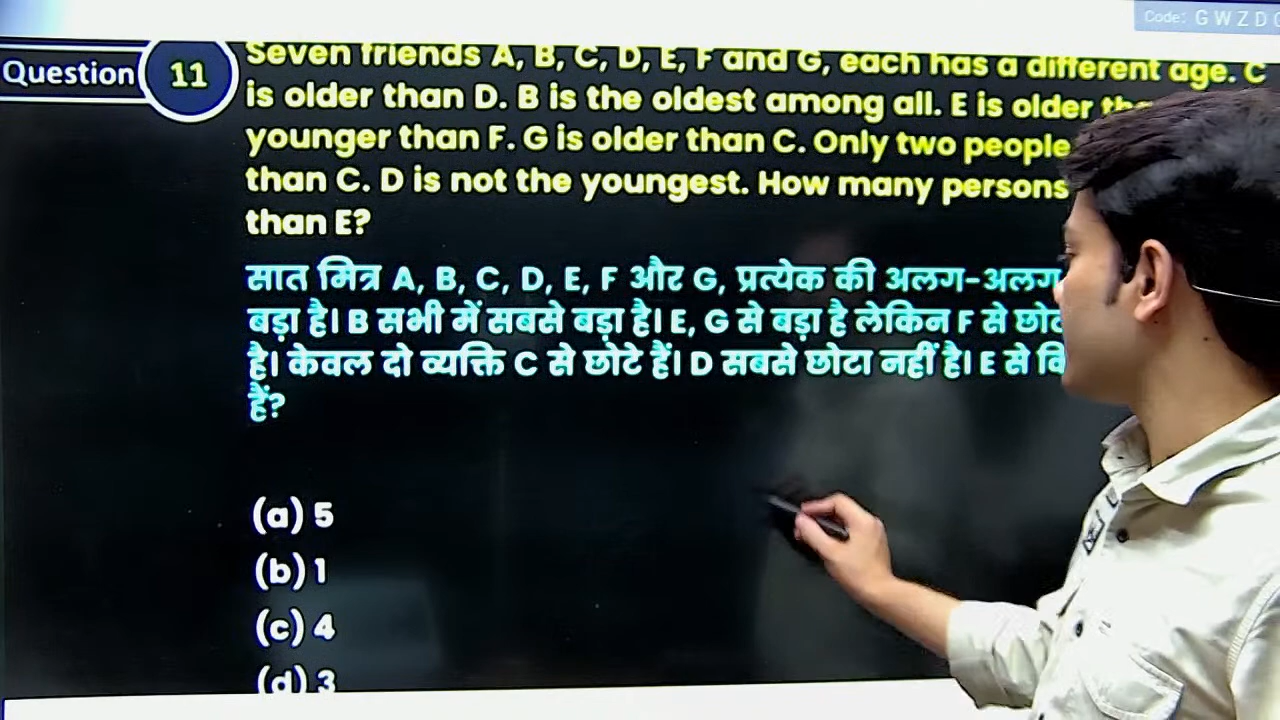 Code: G W Z D
Question 11
Seven friends A, B, C, D, E, F and G, each has a different age. C
is older than D. B is the oldest among all. E is older
younger than F. G is older than C. Only two people
than C. D is not the youngest. How many persons
than E?
सात मित्र A, B, C, D, E, F और G, प्रत्येक की अलग-अलग
बड़ा है। B सभी में सबसे बड़ा है। E, G से बड़ा है लेकिन F से
है। केवल दो व्यक्ति C से छोटे हैं। D सबसे छोटा नहीं है। E से
हैं?
(a) 5
(b) 1
(c) 4
(d) 3